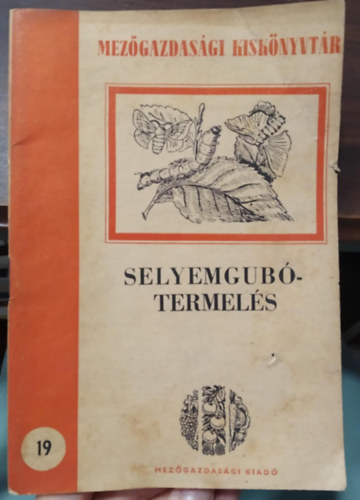 MEZŐGAZDASÁGI KISKÖNYVTÁR
SELYEMGUBÓ-
TERMELÉS
19
MEZŐGAZDASÁGI KIADÓ